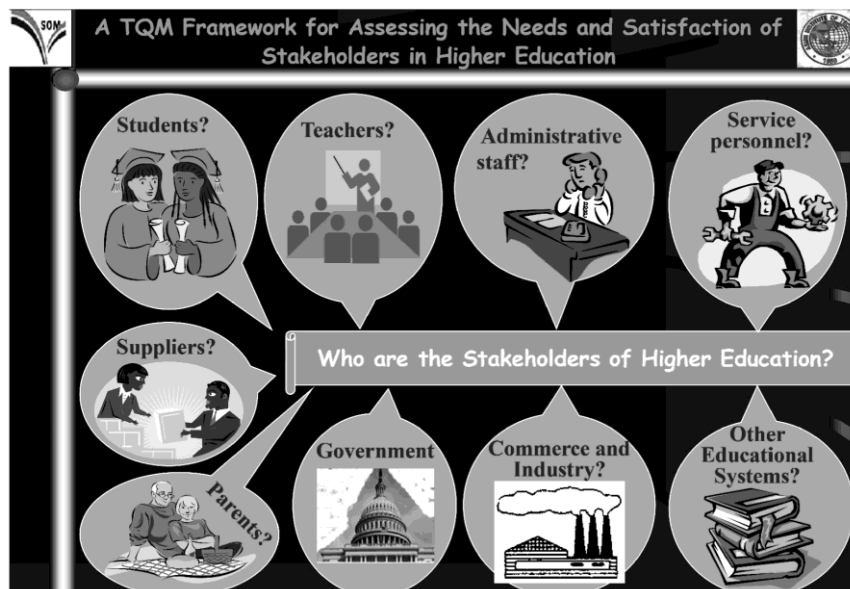 SOM
A TQM Framework for Assessing the Needs and Satisfaction of
Stakeholders in Higher Education
Students?
Teachers?
Administrative
staff?
Service
personnel?
Suppliers?
Who are the Stakeholders of Higher Education?
Parents?
Government
Commerce and
Industry?
Other
Educational
Systems?